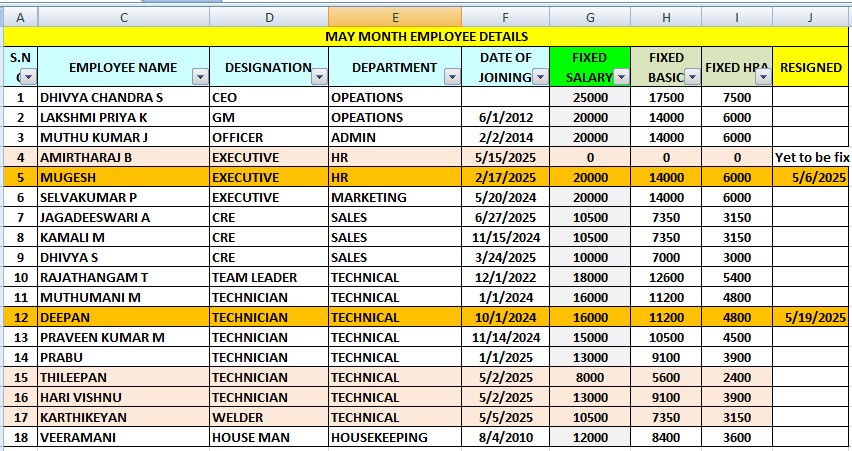 A C D E F G H I J
MAY MONTH EMPLOYEE DETAILS
S.N EMPLOYEE NAME DESIGNATION DEPARTMENT DATE OF JOINING FIXED SALARY FIXED BASIC FIXED HRA RESIGNED
1 DHIVYA CHANDRA S CEO OPEATIONS 25000 17500 7500
2 LAKSHMI PRIYA K GM OPEATIONS 6/1/2012 20000 14000 6000
3 MUTHU KUMAR J OFFICER ADMIN 2/2/2014 20000 14000 6000
4 AMIRTHARAJ B EXECUTIVE HR 5/15/2025 0 0 0 Yet to be fix
5 MUGESH EXECUTIVE HR 2/17/2025 20000 14000 6000 5/6/2025
6 SELVAKUMAR P EXECUTIVE MARKETING 5/20/2024 20000 14000 6000
7 JAGADEESWARI A CRE SALES 6/27/2025 10500 7350 3150
8 KAMALI M CRE SALES 11/15/2024 10500 7350 3150
9 DHIVYA S CRE SALES 3/24/2025 10000 7000 3000
10 RAJATHANGAM T TEAM LEADER TECHNICAL 12/1/2022 18000 12600 5400
11 MUTHUMANI M TECHNICIAN TECHNICAL 1/1/2024 16000 11200 4800
12 DEEPAN TECHNICIAN TECHNICAL 10/1/2024 16000 11200 4800 5/19/2025
13 PRAVEEN KUMAR M TECHNICIAN TECHNICAL 11/14/2024 15000 10500 4500
14 PRABU TECHNICIAN TECHNICAL 1/1/2025 13000 9100 3900
15 THILEEPAN TECHNICIAN TECHNICAL 5/2/2025 8000 5600 2400
16 HARI VISHNU TECHNICIAN TECHNICAL 5/2/2025 13000 9100 3900
17 KARTHIKEYAN WELDER TECHNICAL 5/5/2025 10500 7350 3150
18 VEERAMANI HOUSE MAN HOUSEKEEPING 8/4/2010 12000 8400 3600